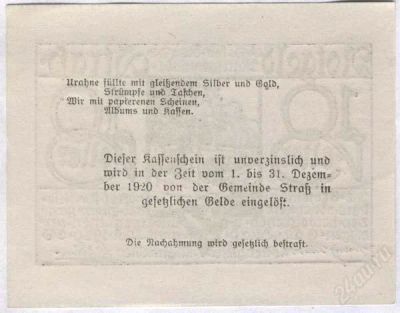 Urahne füllte mit gleißendem Silber und Gold,
Strümpfe und Taschen,
Wir mit papierenen Scheinen,
Albums und Kassen.
Dieser Kassenschein ist unverzinslich und
wird in der Zeit vom 1. bis 31. Dezem-
ber 1920 von der Gemeinde Straß in
gesetzlichen Gelde eingelöst.
Die Nachahmung wird gesetzlich bestraft.
24au.ru